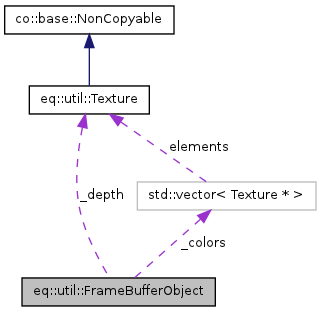 co::base::NonCopyable
eq::util::Texture
elements
_depth
std::vector< Texture * >
_colors
eq::util::FrameBufferObject